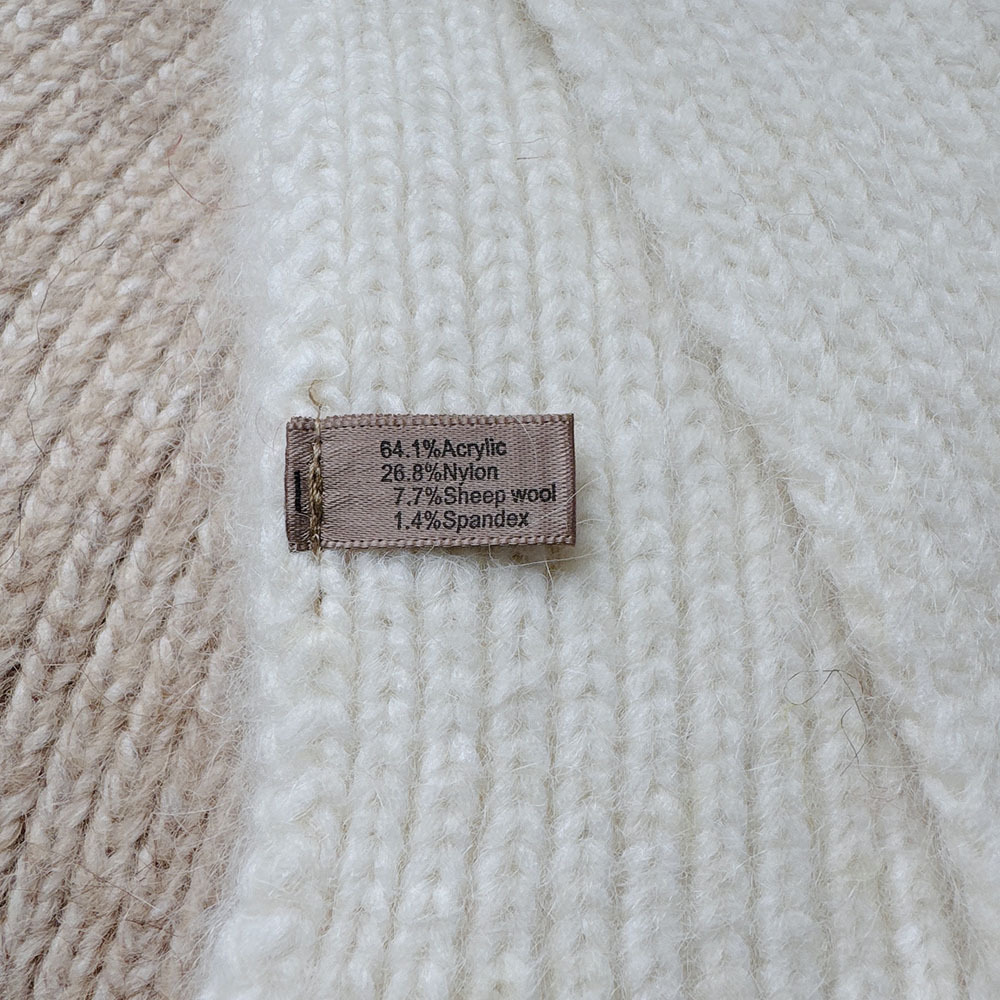 64.1%Acrylic
26.8%Nylon
7.7%Sheep wool
1.4%Spandex